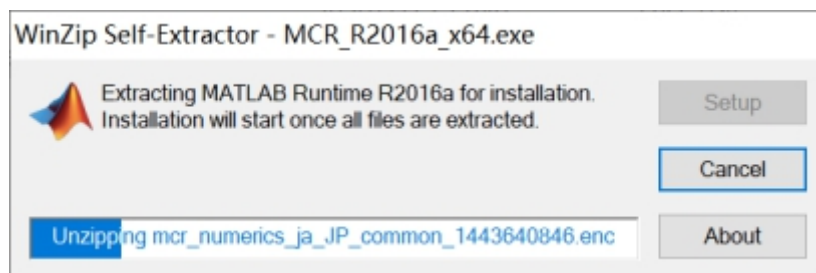 WinZip Self-Extractor - MCR_R2016a_x64.exe
Extracting MATLAB Runtime R2016a for installation.
Installation will start once all files are extracted.
Setup
Cancel
Unzipping mcr_numerics_ja_JP_common_1443640846.enc
About